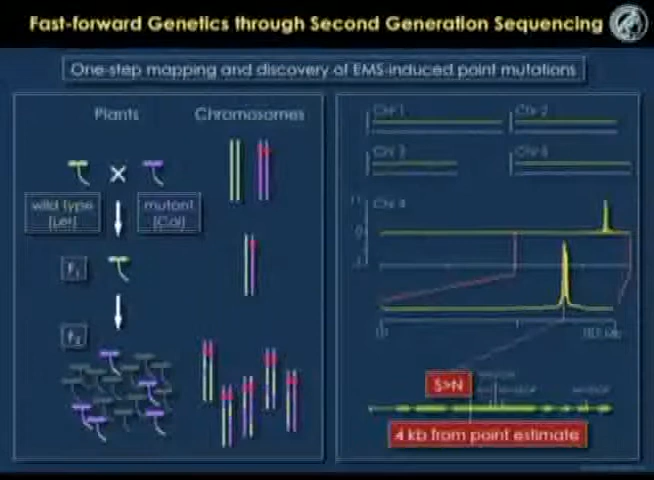 Fast-forward Genetics through Second Generation Sequencing
One-step mapping and discovery of EMS-induced point mutations
Plants
Chromosomes
wild type
[Ler]
mutant
[Col]
F1
F2
Chr 1
Chr 2
Chr 3
Chr 4
0
S>N
4 kb from point estimate